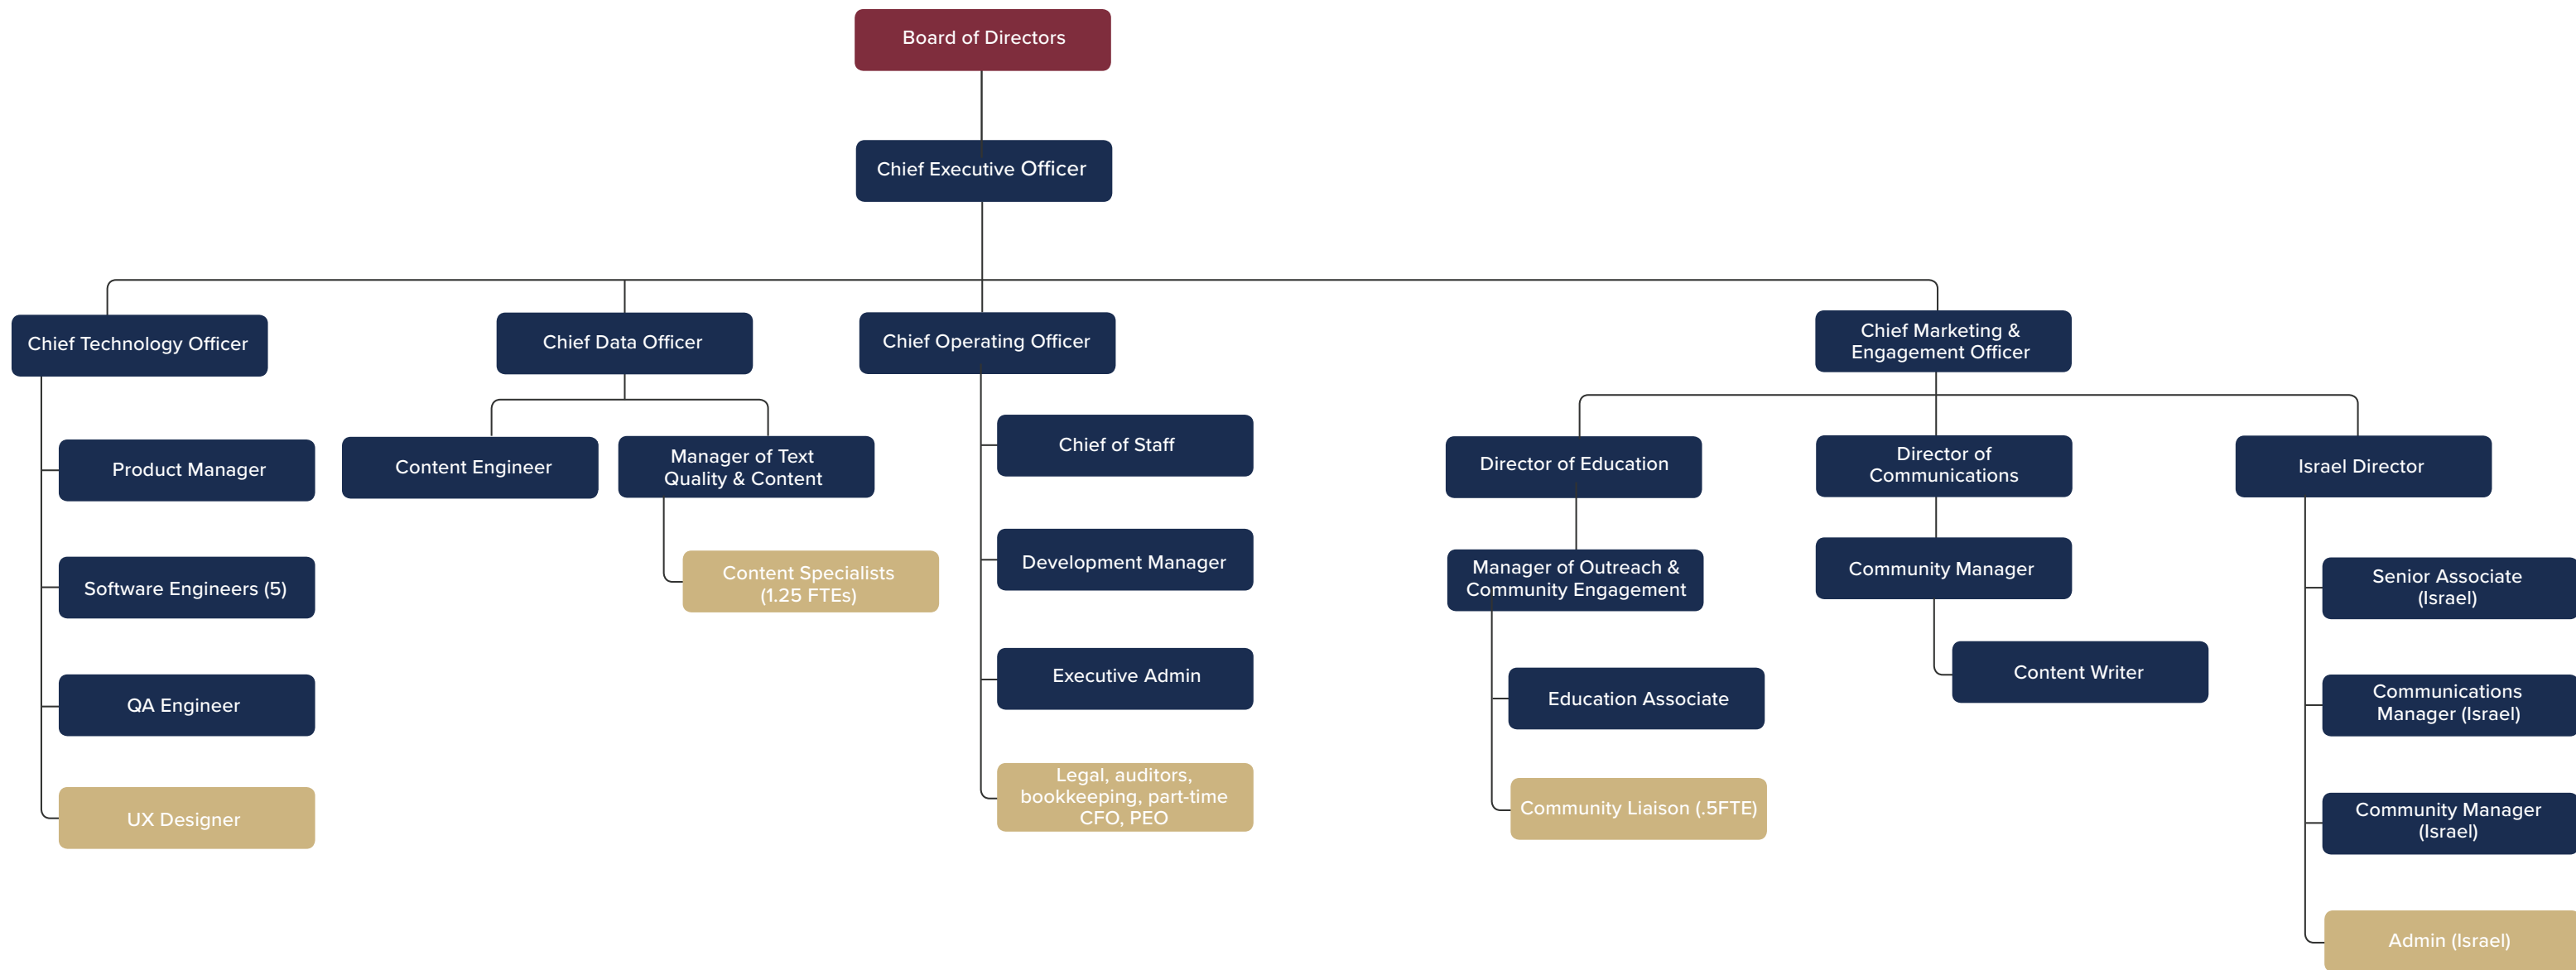 Board of Directors
Chief Executive Officer
Chief Technology Officer
Chief Data Officer
Chief Operating Officer
Chief Marketing &
Engagement Officer
Product Manager
Software Engineers (5)
QA Engineer
UX Designer
Content Engineer
Manager of Text
Quality & Content
Content Specialists
(1.25 FTEs)
Chief of Staff
Development Manager
Executive Admin
Legal, auditors,
bookkeeping, part-time
CFO, PEO
Director of Education
Manager of Outreach &
Community Engagement
Education Associate
Community Liaison (.5FTE)
Director of
Communications
Community Manager
Content Writer
Israel Director
Senior Associate
(Israel)
Communications
Manager (Israel)
Community Manager
(Israel)
Admin (Israel)